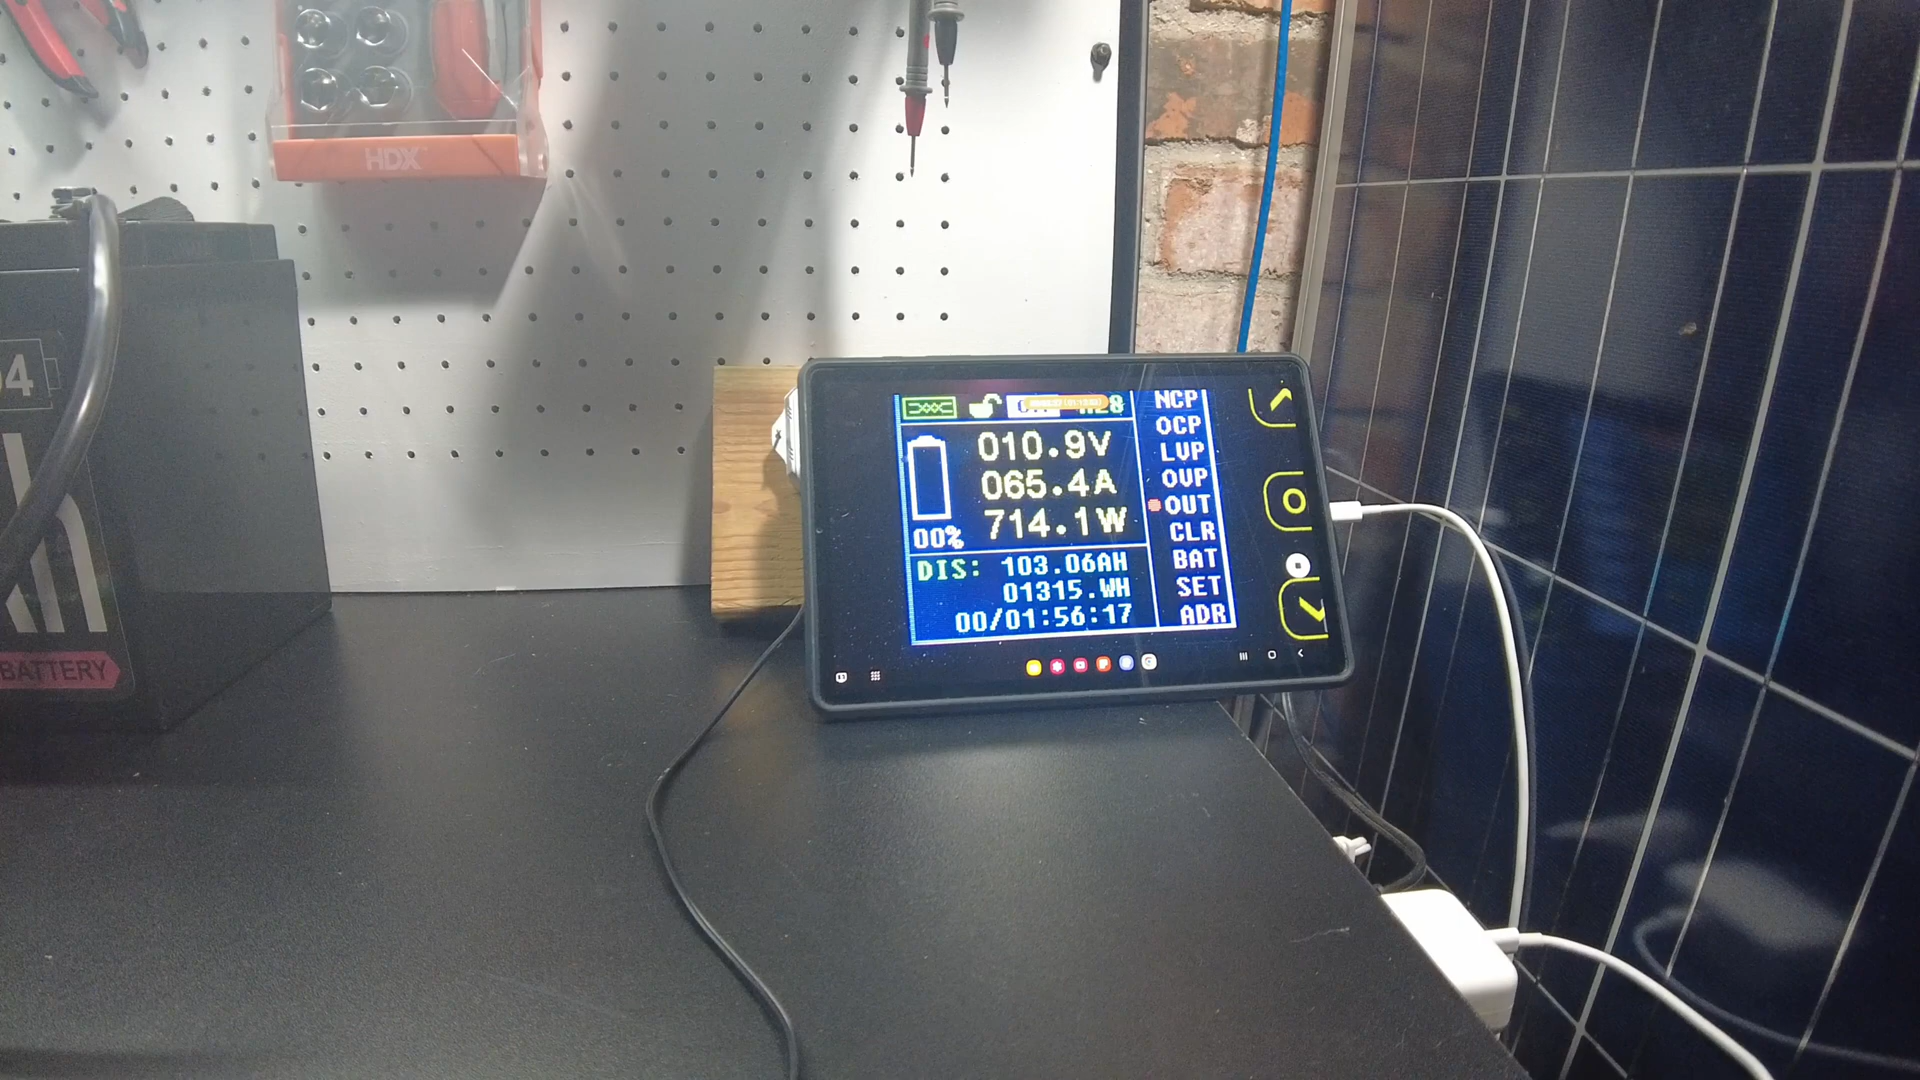 HDX
04
BATTERY
010.9V
065.4A
714.1W
00%
DIS: 103.06AH
01315.WH
00/01:56:17
NCP
OCP
LVP
OVP
OUT
CLR
BAT
SET
ADR